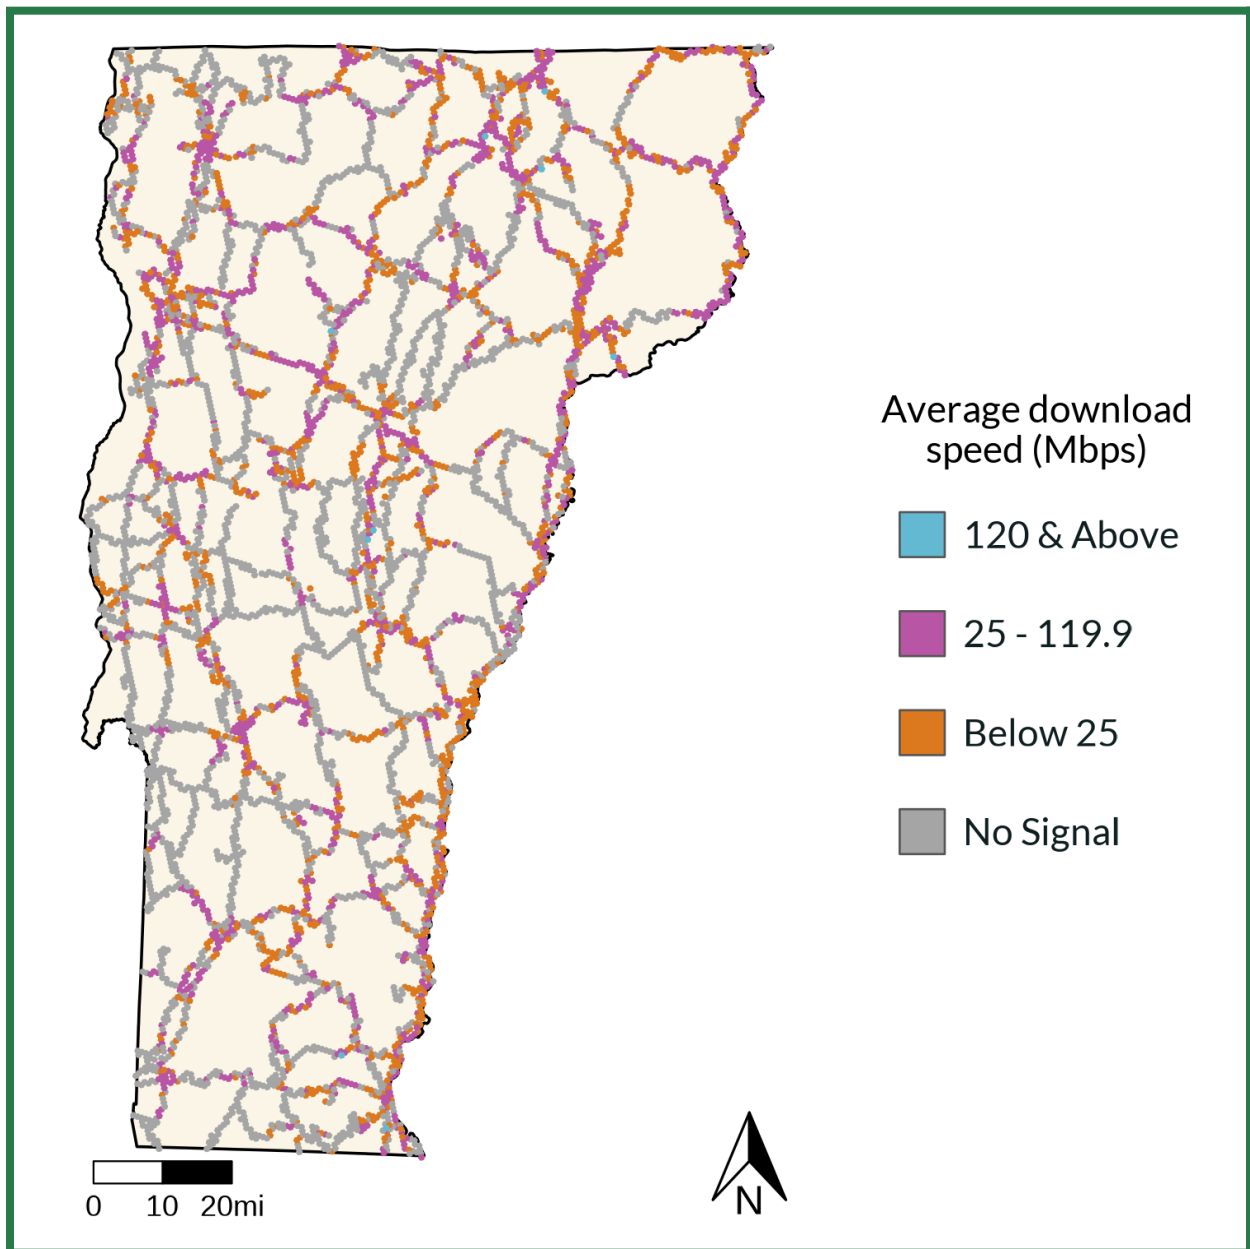 Average download
speed (Mbps)
120 & Above
25 - 119.9
Below 25
No Signal
0 10 20mi
N